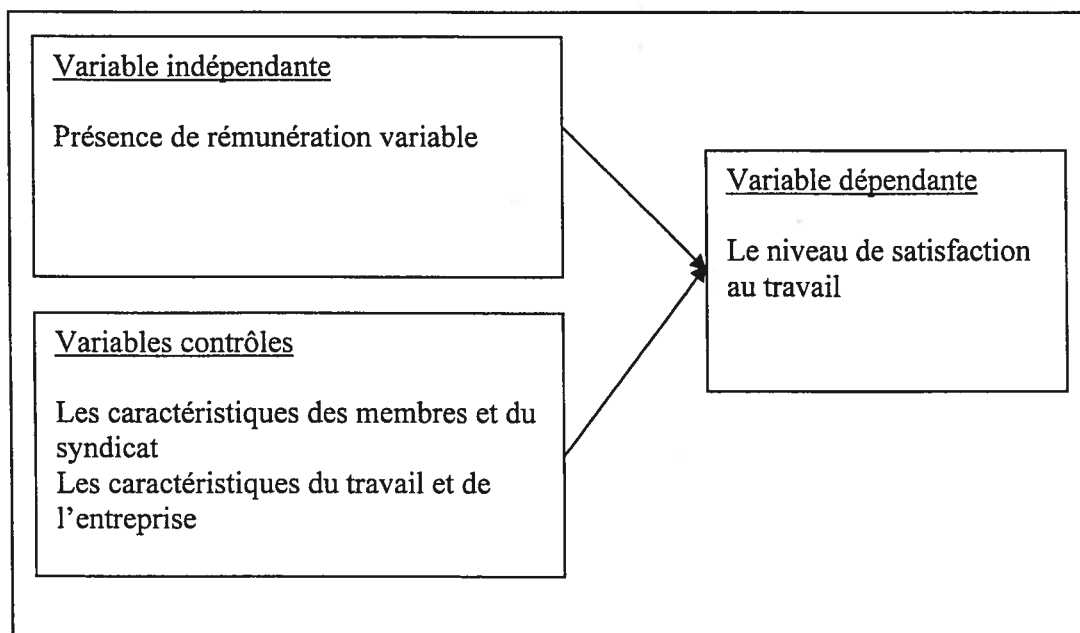 Variable indépendante
Présence de rémunération variable
Variables contrôles
Les caractéristiques des membres et du
syndicat
Les caractéristiques du travail et de
l'entreprise
Variable dépendante
Le niveau de satisfaction
au travail